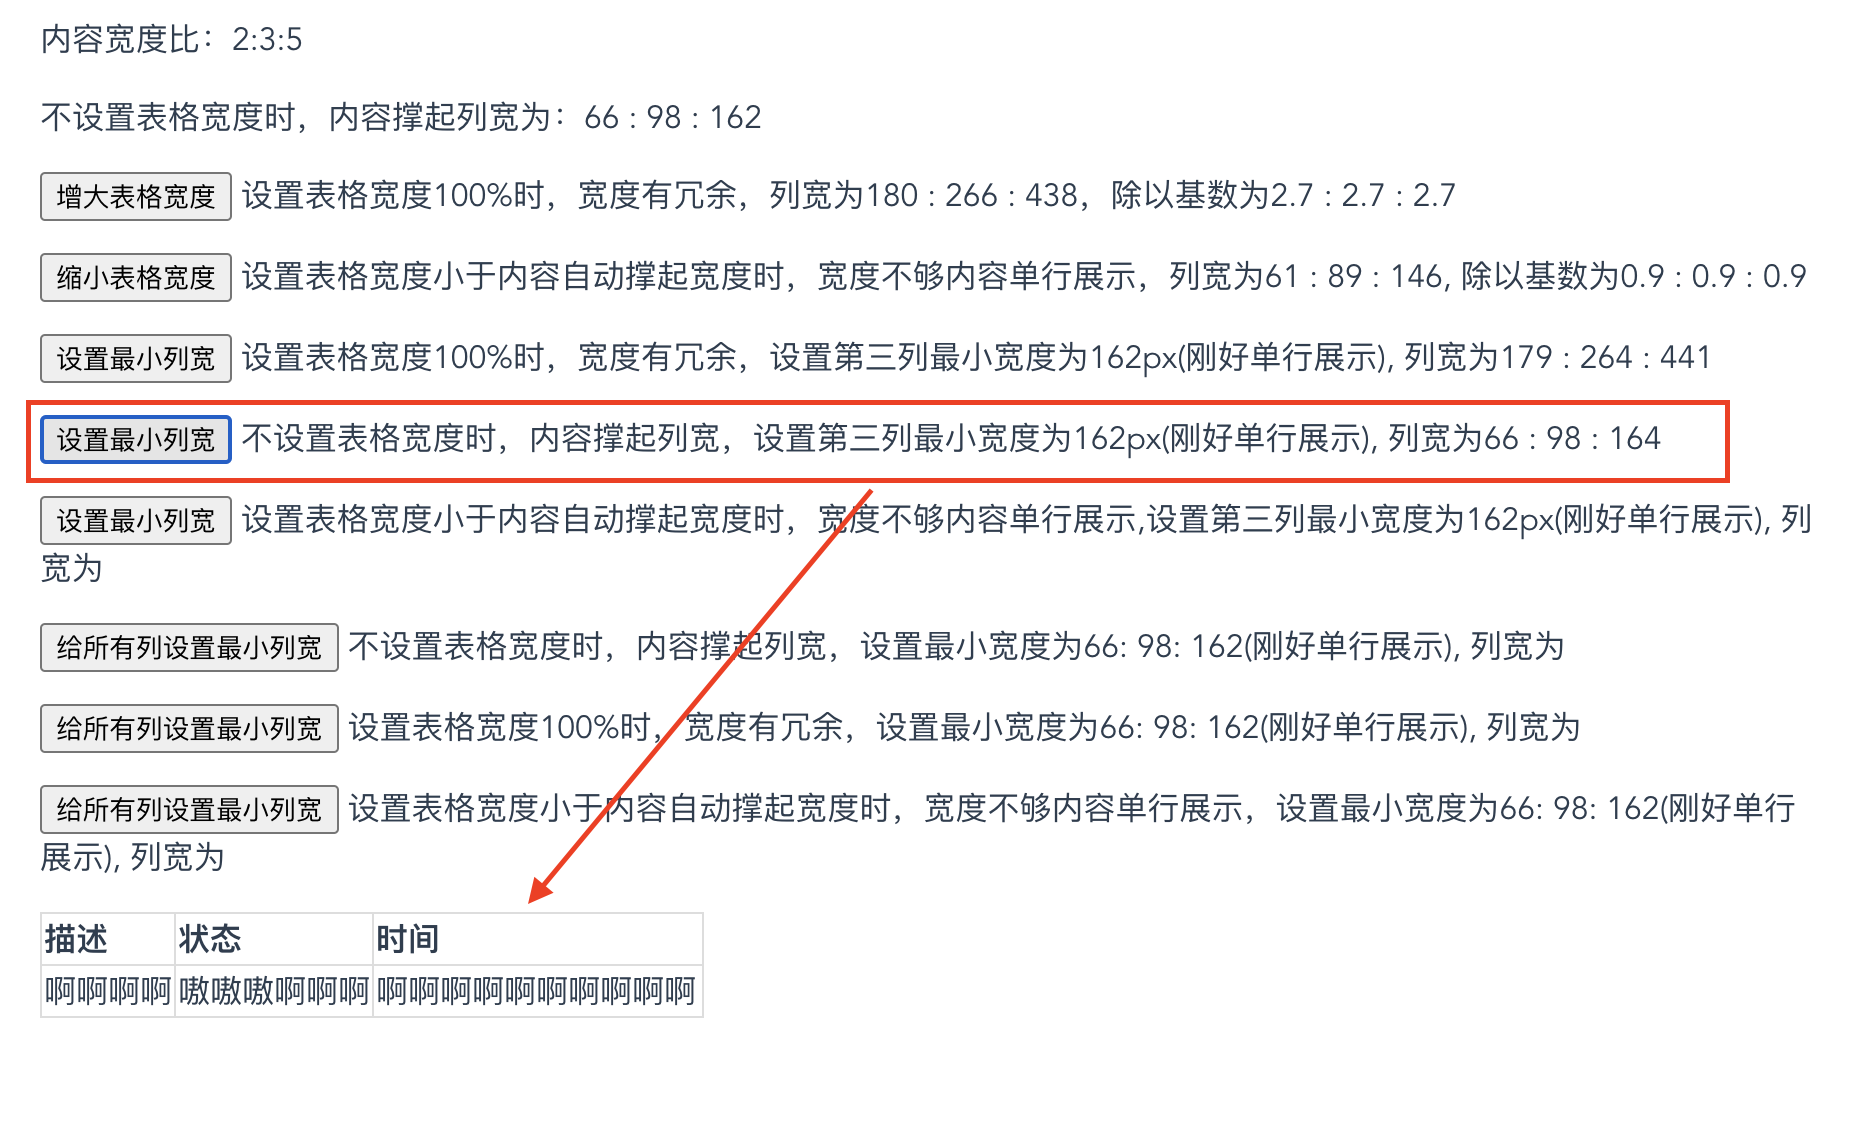 内容宽度比：2:3:5
不设置表格宽度时，内容撑起列宽为：66 : 98 : 162
增大表格宽度 设置表格宽度100%时，宽度有冗余，列宽为180 : 266 : 438，除以基数为2.7 : 2.7 : 2.7
缩小表格宽度 设置表格宽度小于内容自动撑起宽度时，宽度不够内容单行展示，列宽为61 : 89 : 146, 除以基数为0.9 : 0.9 : 0.9
设置最小列宽 设置表格宽度100%时，宽度有冗余，设置第三列最小宽度为162px(刚好单行展示), 列宽为179 : 264 : 441
设置最小列宽 不设置表格宽度时，内容撑起列宽，设置第三列最小宽度为162px(刚好单行展示), 列宽为66 : 98 : 164
设置最小列宽 设置表格宽度小于内容自动撑起宽度时，宽度不够内容单行展示,设置第三列最小宽度为162px(刚好单行展示), 列
宽为
给所有列设置最小列宽 不设置表格宽度时，内容撑起列宽，设置最小宽度为66: 98: 162(刚好单行展示), 列宽为
给所有列设置最小列宽 设置表格宽度100%时，宽度有冗余，设置最小宽度为66: 98: 162(刚好单行展示), 列宽为
给所有列设置最小列宽 设置表格宽度小于内容自动撑起宽度时，宽度不够内容单行展示，设置最小宽度为66: 98: 162(刚好单行
展示), 列宽为
描述 状态 时间
啊啊啊啊 嗷嗷嗷啊啊啊 啊啊啊啊啊啊啊啊啊啊